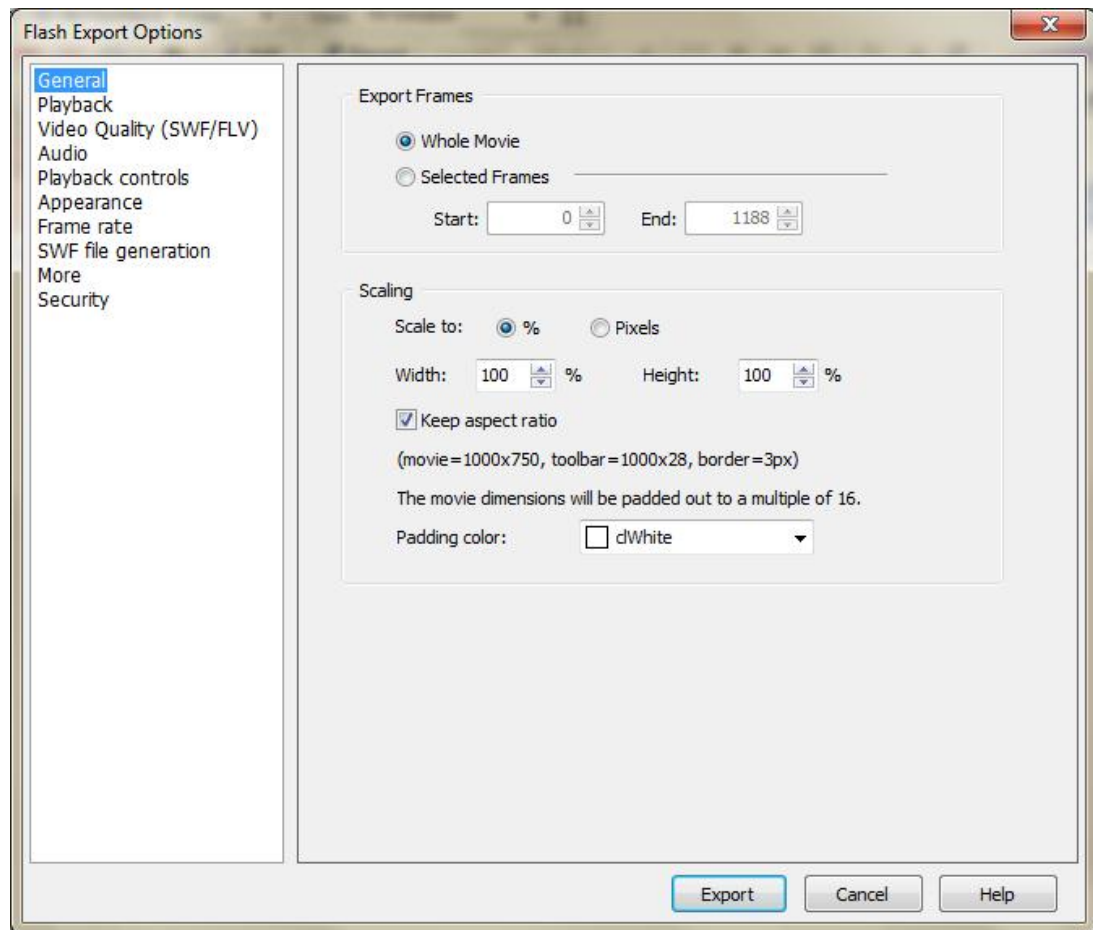 Flash Export Options
General
Playback
Video Quality (SWF/FLV)
Audio
Playback controls
Appearance
Frame rate
SWF file generation
More
Security
Export Frames
Whole Movie
Selected Frames
Start: 0 End: 1188
Scaling
Scale to: % Pixels
Width: 100 % Height: 100 %
Keep aspect ratio
(movie=1000x750, toolbar=1000x28, border=3px)
The movie dimensions will be padded out to a multiple of 16.
Padding color: clWhite
Export Cancel Help